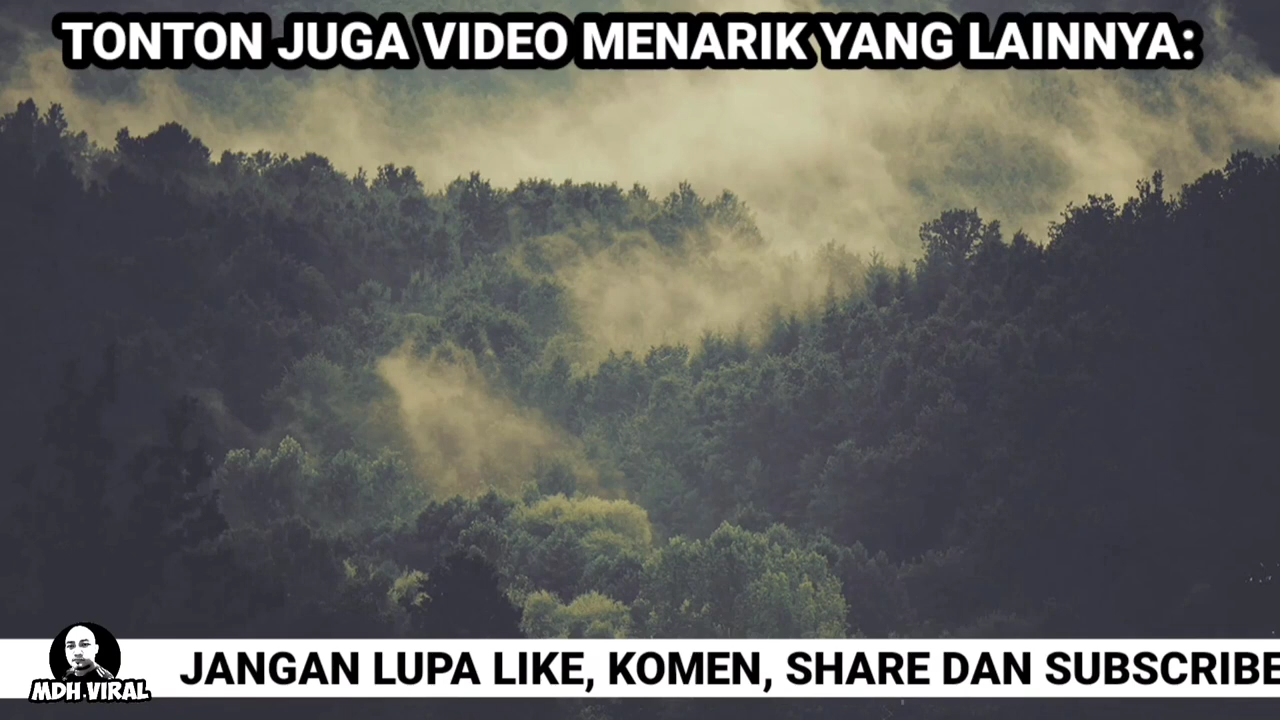 TONTON JUGA VIDEO MENARIK YANG LAINNYA:
JANGAN LUPA LIKE, KOMEN, SHARE DAN SUBSCRIBE
MDH VIRAL